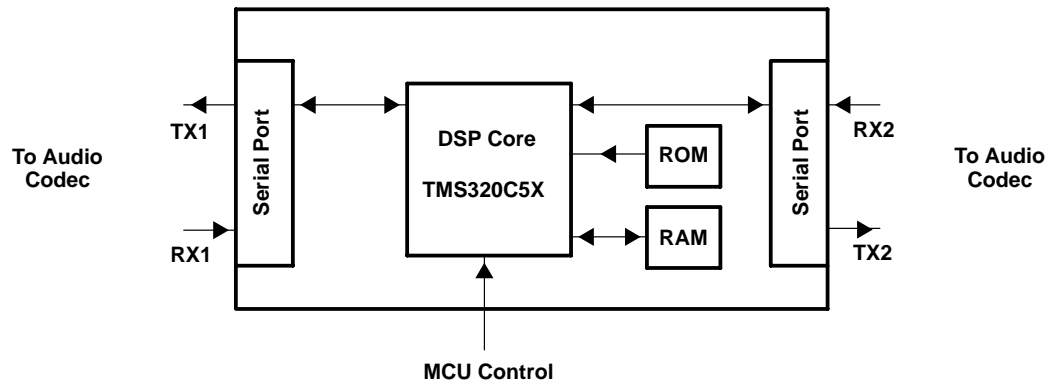 TX1
To Audio
Codec
RX1
Serial Port
DSP Core
TMS320C5X
ROM
RAM
Serial Port
RX2
To Audio
Codec
TX2
MCU Control